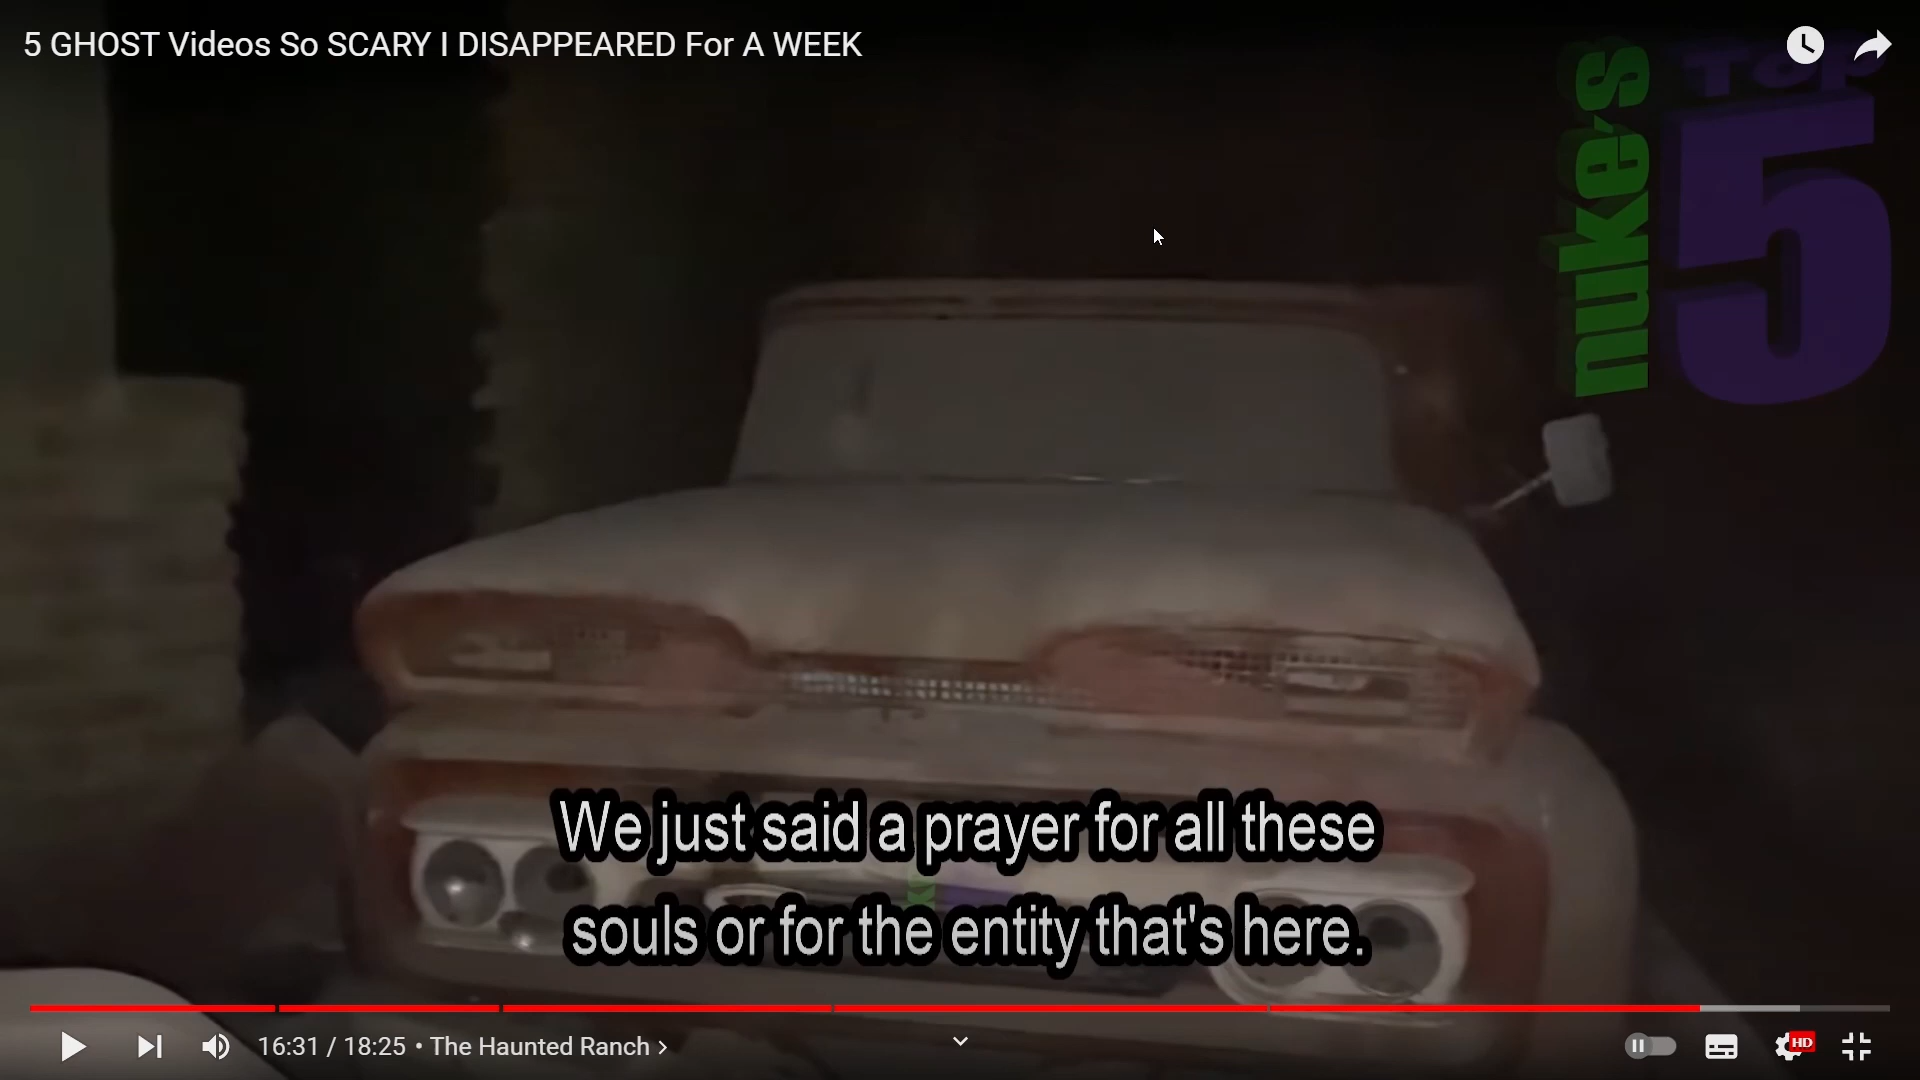 5 GHOST Videos So SCARY I DISAPPEARED For A WEEK
nuke's
TOP
5
We just said a prayer for all these
souls or for the entity that's here.
16:31 / 18:25 • The Haunted Ranch
HD